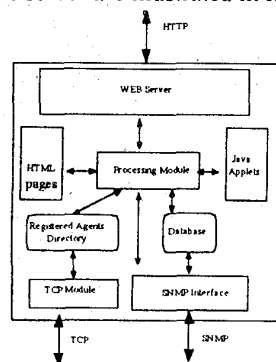 HTTP
WEB Server
HTML
pages
Processing Module
Java
Applets
Registered Agents
Directory
Database
TCP Module
SNMP Interface
TCP
SNMP